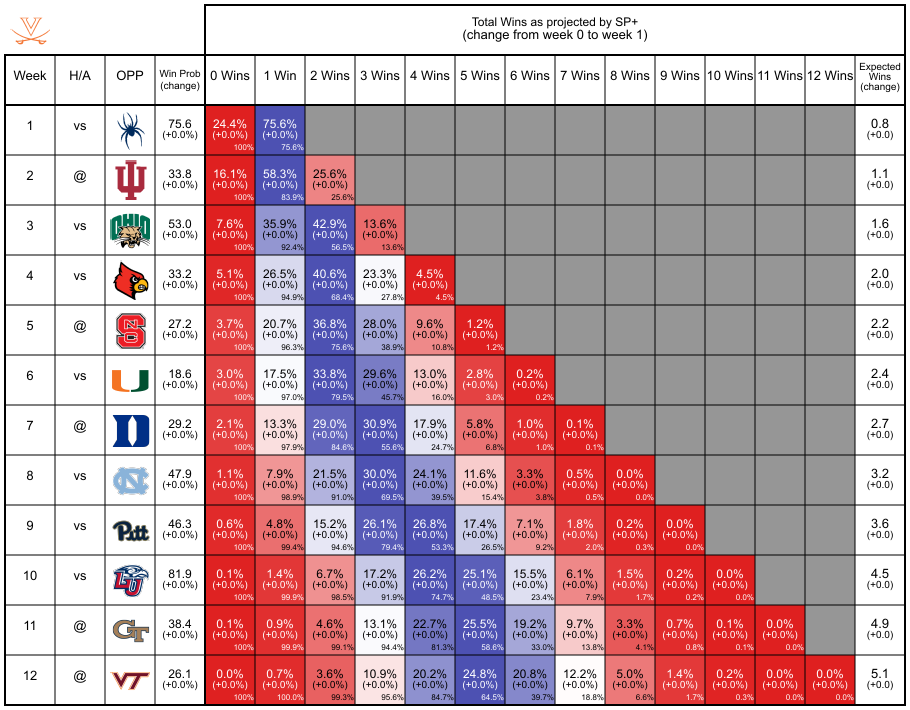 Total Wins as projected by SP+
(change from week 0 to week 1)
Week H/A OPP Win Prob (change) 0 Wins 1 Win 2 Wins 3 Wins 4 Wins 5 Wins 6 Wins 7 Wins 8 Wins 9 Wins 10 Wins 11 Wins 12 Wins Expected Wins (change)
1 vs 75.6 24.4% 75.6% 0.8
(+0.0%) (+0.0%) (+0.0%) (+0.0)
100% 75.6%
2 @ 33.8 16.1% 58.3% 25.6% 1.1
(+0.0%) (+0.0%) (+0.0%) (+0.0%) (+0.0)
100% 83.9% 25.6%
3 vs OHIO 53.0 7.6% 35.9% 42.9% 13.6% 1.6
(+0.0%) (+0.0%) (+0.0%) (+0.0%) (+0.0%) (+0.0)
100% 92.4% 56.5% 13.6%
4 vs 33.2 5.1% 26.5% 40.6% 23.3% 4.5% 2.0
(+0.0%) (+0.0%) (+0.0%) (+0.0%) (+0.0%) (+0.0%) (+0.0)
100% 94.9% 68.4% 27.8% 4.5%
5 @ NCS 27.2 3.7% 20.7% 36.8% 28.0% 9.6% 1.2% 2.2
(+0.0%) (+0.0%) (+0.0%) (+0.0%) (+0.0%) (+0.0%) (+0.0%) (+0.0)
100% 96.3% 75.6% 38.9% 10.8% 1.2%
6 vs U 18.6 3.0% 17.5% 33.8% 29.6% 13.0% 2.8% 0.2% 2.4
(+0.0%) (+0.0%) (+0.0%) (+0.0%) (+0.0%) (+0.0%) (+0.0%) (+0.0%) (+0.0)
100% 97.0% 79.5% 45.7% 16.0% 3.0% 0.2%
7 @ D 29.2 2.1% 13.3% 29.0% 30.9% 17.9% 5.8% 1.0% 0.1% 2.7
(+0.0%) (+0.0%) (+0.0%) (+0.0%) (+0.0%) (+0.0%) (+0.0%) (+0.0%) (+0.0%) (+0.0)
100% 97.9% 84.6% 55.6% 24.7% 6.8% 1.0% 0.1%
8 vs NC 47.9 1.1% 7.9% 21.5% 30.0% 24.1% 11.6% 3.3% 0.5% 0.0% 3.2
(+0.0%) (+0.0%) (+0.0%) (+0.0%) (+0.0%) (+0.0%) (+0.0%) (+0.0%) (+0.0%) (+0.0%) (+0.0)
100% 98.9% 91.0% 69.5% 39.5% 15.4% 3.8% 0.5% 0.0%
9 vs Pitt 46.3 0.6% 4.8% 15.2% 26.1% 26.8% 17.4% 7.1% 1.8% 0.2% 0.0% 3.6
(+0.0%) (+0.0%) (+0.0%) (+0.0%) (+0.0%) (+0.0%) (+0.0%) (+0.0%) (+0.0%) (+0.0%) (+0.0%) (+0.0)
100% 99.4% 94.6% 79.4% 53.3% 26.5% 9.2% 2.0% 0.3% 0.0%
10 vs LU 81.9 0.1% 1.4% 6.7% 17.2% 26.2% 25.1% 15.5% 6.1% 1.5% 0.2% 0.0% 4.5
(+0.0%) (+0.0%) (+0.0%) (+0.0%) (+0.0%) (+0.0%) (+0.0%) (+0.0%) (+0.0%) (+0.0%) (+0.0%) (+0.0%) (+0.0)
100% 99.9% 98.5% 91.9% 74.7% 48.5% 23.4% 7.9% 1.7% 0.2% 0.0%
11 @ GT 38.4 0.1% 0.9% 4.6% 13.1% 22.7% 25.5% 19.2% 9.7% 3.3% 0.7% 0.1% 0.0% 4.9
(+0.0%) (+0.0%) (+0.0%) (+0.0%) (+0.0%) (+0.0%) (+0.0%) (+0.0%) (+0.0%) (+0.0%) (+0.0%) (+0.0%) (+0.0%) (+0.0)
100% 99.9% 99.1% 94.4% 81.3% 58.6% 33.0% 13.8% 4.1% 0.8% 0.1% 0.0%
12 @ VT 26.1 0.0% 0.7% 3.6% 10.9% 20.2% 24.8% 20.8% 12.2% 5.0% 1.4% 0.2% 0.0% 0.0% 5.1
(+0.0%) (+0.0%) (+0.0%) (+0.0%) (+0.0%) (+0.0%) (+0.0%) (+0.0%) (+0.0%) (+0.0%) (+0.0%) (+0.0%) (+0.0%) (+0.0%) (+0.0)
100% 100.0% 99.3% 95.6% 84.7% 64.5% 39.7% 18.8% 6.6% 1.7% 0.3% 0.0% 0.0%